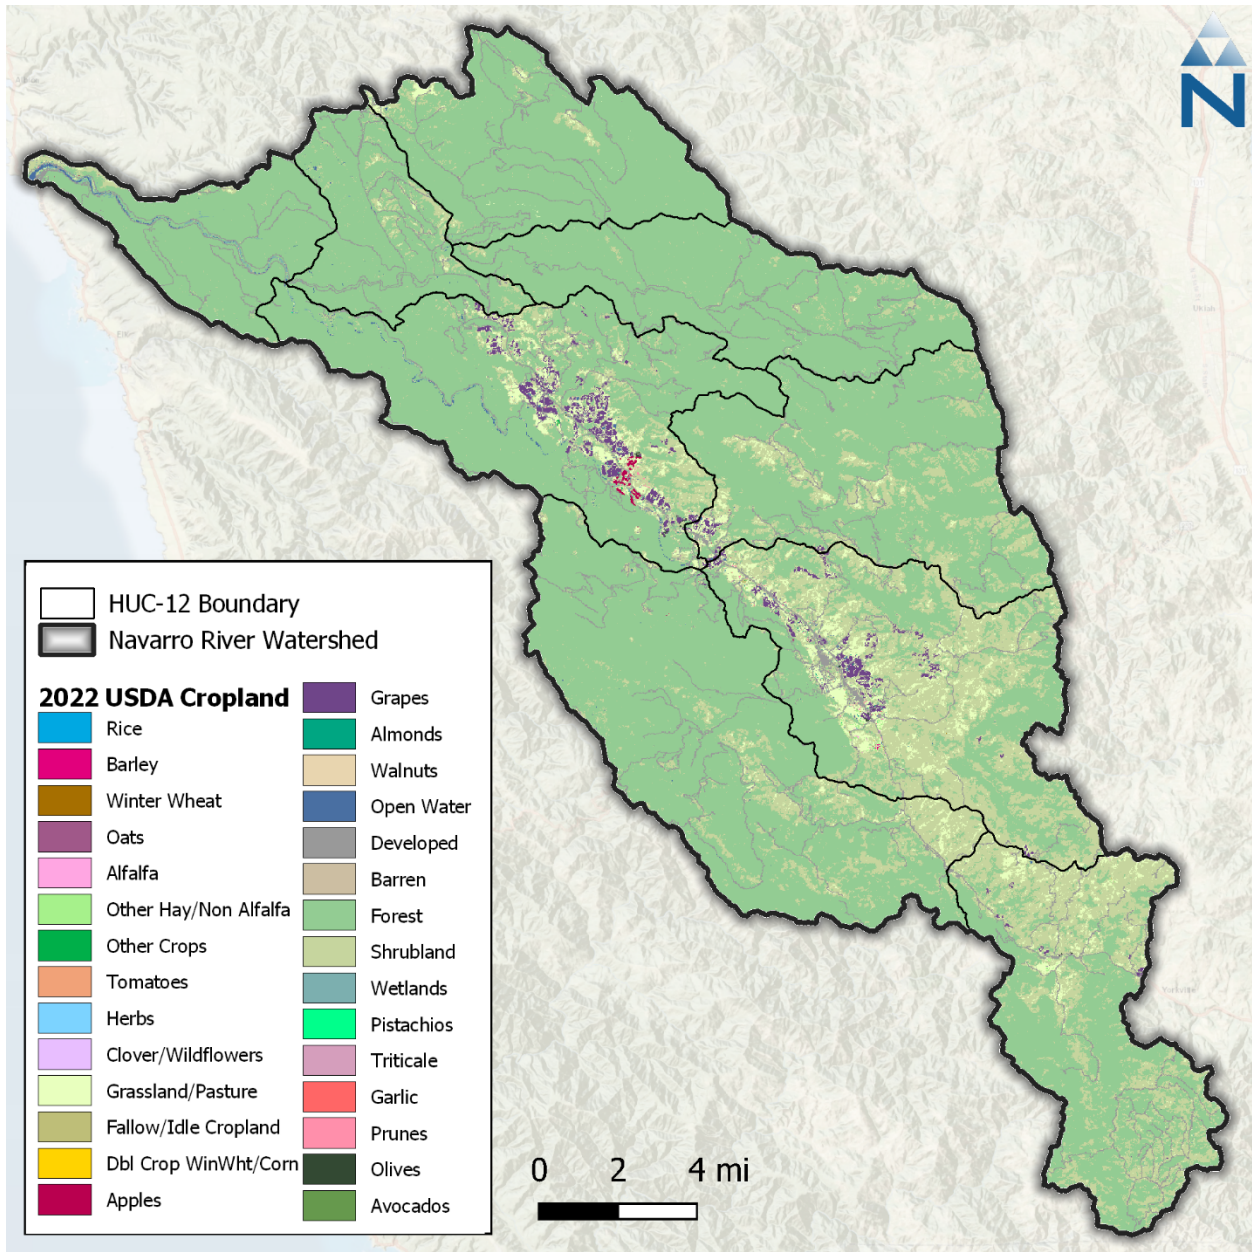 N
Ukiah
Yorkville
HUC-12 Boundary
Navarro River Watershed
2022 USDA Cropland
Rice
Barley
Winter Wheat
Oats
Alfalfa
Other Hay/Non Alfalfa
Other Crops
Tomatoes
Herbs
Clover/Wildflowers
Grassland/Pasture
Fallow/Idle Cropland
Dbl Crop WinWht/Corn
Apples
Grapes
Almonds
Walnuts
Open Water
Developed
Barren
Forest
Shrubland
Wetlands
Pistachios
Triticale
Garlic
Prunes
Olives
Avocados
0 2 4 mi